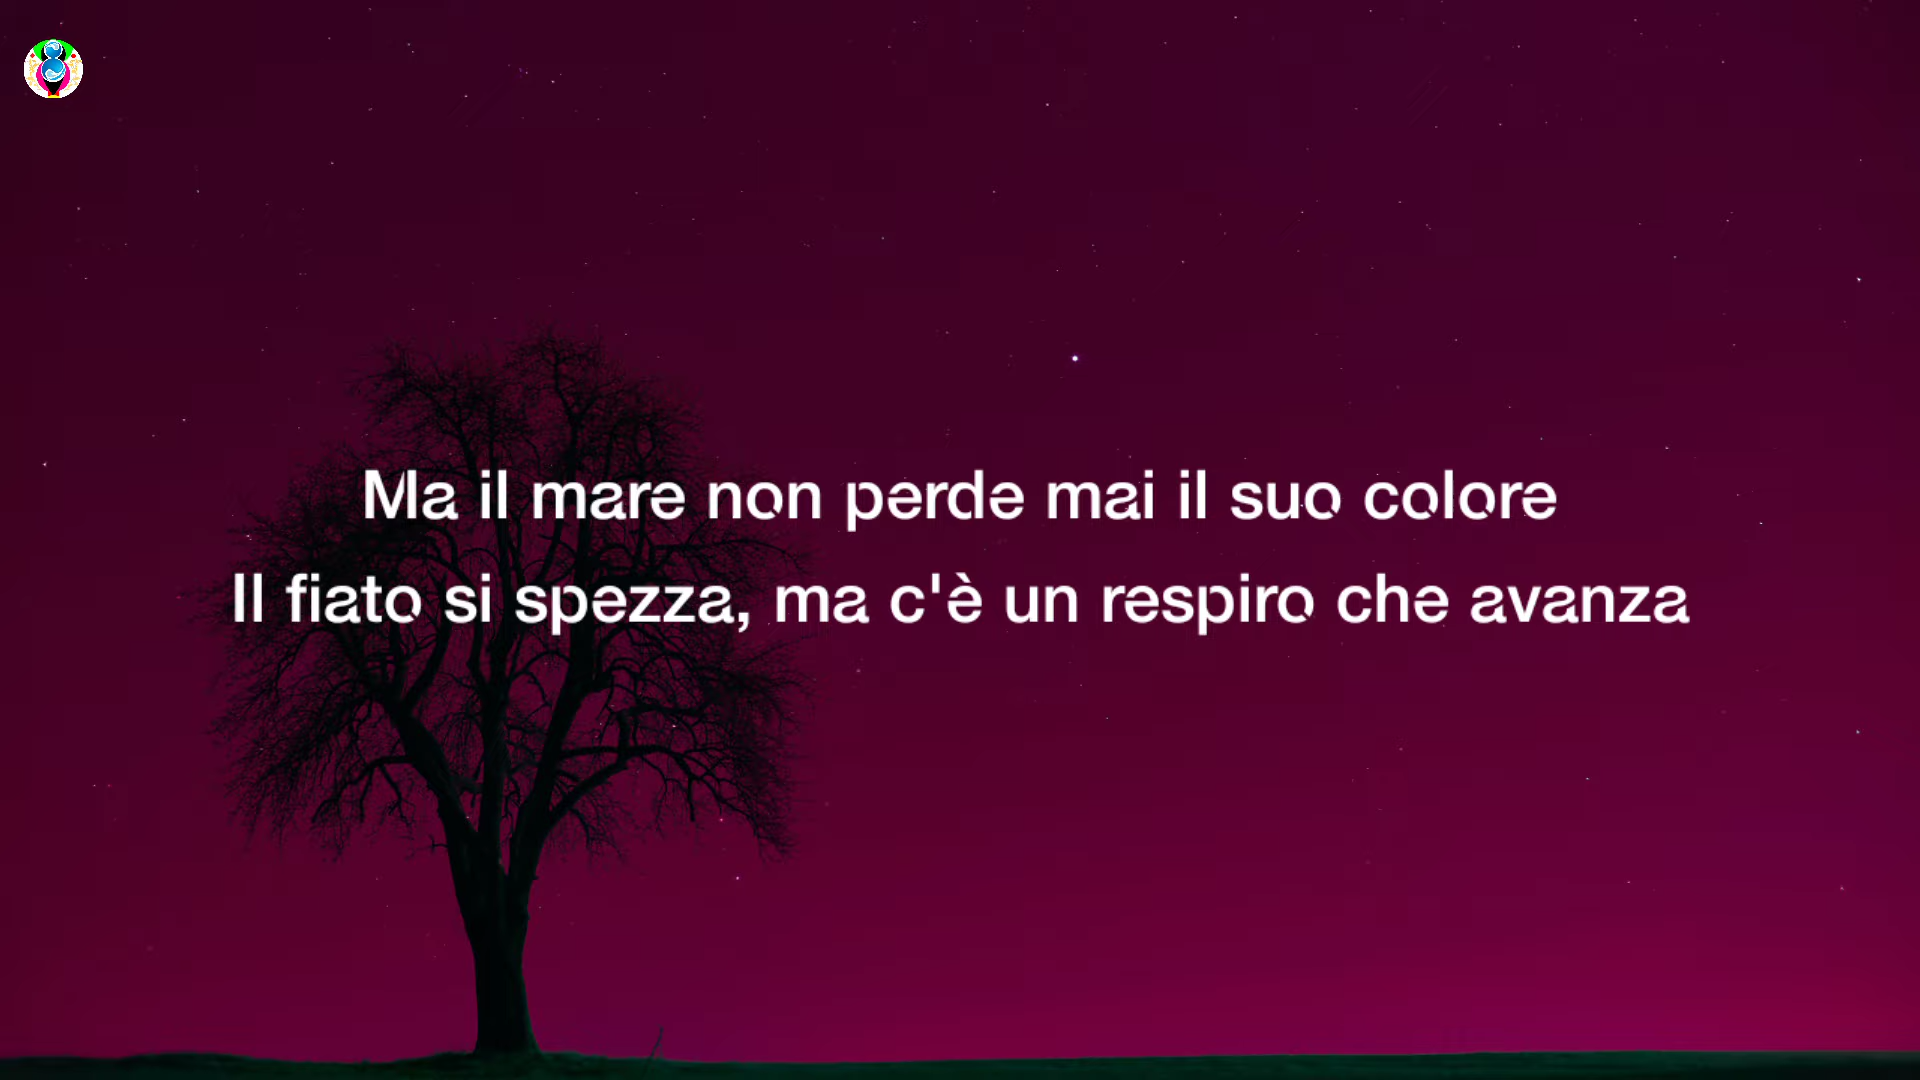 Ma il mare non perde mai il suo colore
Il fiato si spezza, ma c'è un respiro che avanza